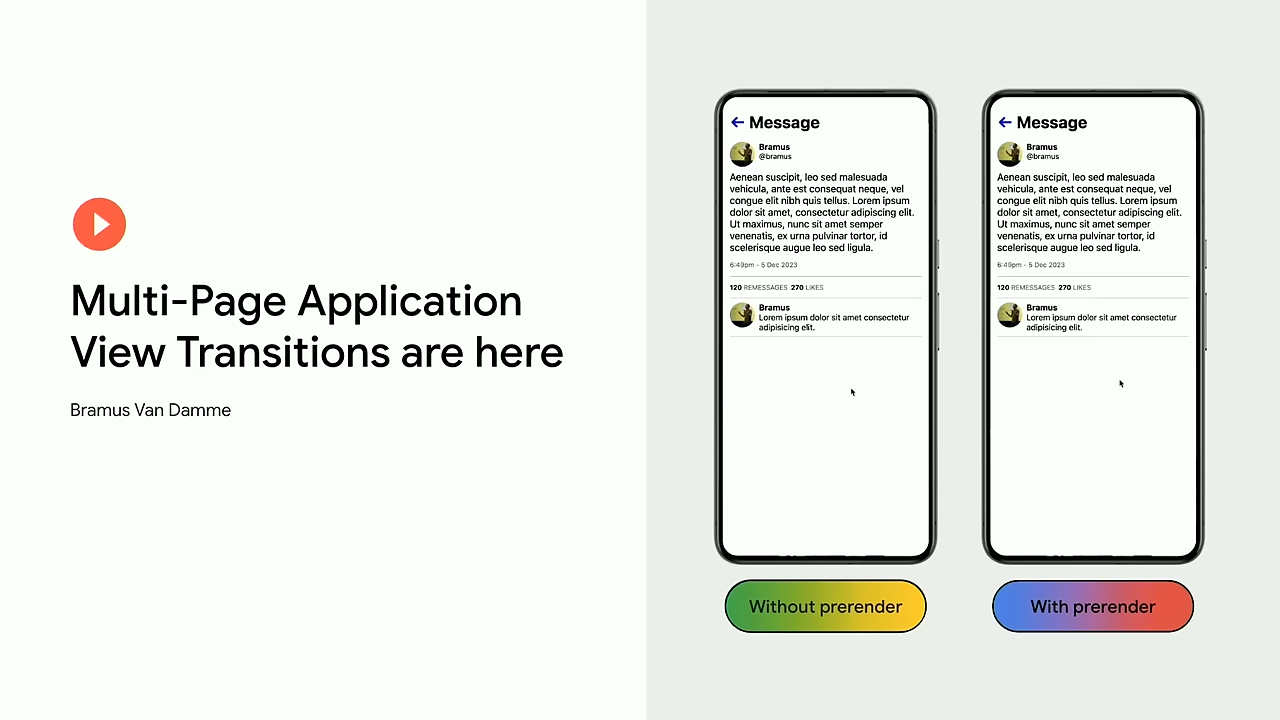 Multi-Page Application
View Transitions are here
Bramus Van Damme
Message
Bramus
@bramus
Aenean suscipit, leo sed malesuada
vehicula, ante est consequat neque, vel
congue elit nibh quis tellus. Lorem ipsum
dolor sit amet, consectetur adipiscing elit.
Ut maximus, nunc sit amet semper
venenatis, ex urna pulvinar tortor, id
scelerisque augue leo sed ligula.
6:49pm - 5 Dec 2023
120 REMESSAGES 270 LIKES
Bramus
Lorem ipsum dolor sit amet consectetur
adipisicing elit.
Without prerender
Message
Bramus
@bramus
Aenean suscipit, leo sed malesuada
vehicula, ante est consequat neque, vel
congue elit nibh quis tellus. Lorem ipsum
dolor sit amet, consectetur adipiscing elit.
Ut maximus, nunc sit amet semper
venenatis, ex urna pulvinar tortor, id
scelerisque augue leo sed ligula.
6:49pm - 5 Dec 2023
120 REMESSAGES 270 LIKES
Bramus
Lorem ipsum dolor sit amet consectetur
adipisicing elit.
With prerender